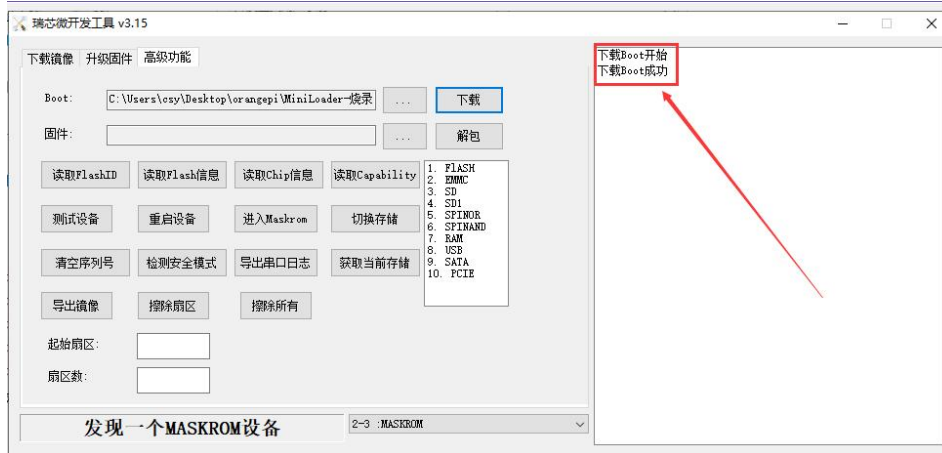 瑞芯微开发工具 v3.15
下载镜像 升级固件 高级功能
Boot: C:\Users\csy\Desktop\orangepi\MiniLoader-烧录 ... 下载
固件: ... 解包
读取FlashID 读取Flash信息 读取Chip信息 读取Capability
测试设备 重启设备 进入Maskrom 切换存储
清空序列号 检测安全模式 导出串口日志 获取当前存储
导出镜像 擦除扇区 擦除所有
1. FlASH
2. EMMC
3. SD
4. SD1
5. SPINOR
6. SPINAND
7. RAM
8. USB
9. SATA
10. PCIE
起始扇区:
扇区数:
发现一个MASKROM设备 2-3 :MASKROM
下载Boot开始
下载Boot成功